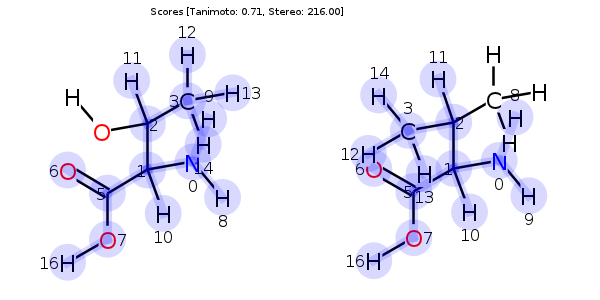 Scores [Tanimoto: 0.71, Stereo: 216.00]
12 H
H
11 H
H 13
3 C
9 H
H
2 C
O
H
H 14
N
0
1
6 O
5
H 8
H
10
O 7
16 H
H
11 H
14 H
C 8 H
H
3 C
2
H
12 H
H 13
N
0
1
6 O
5
H 9
H
10
O 7
16 H